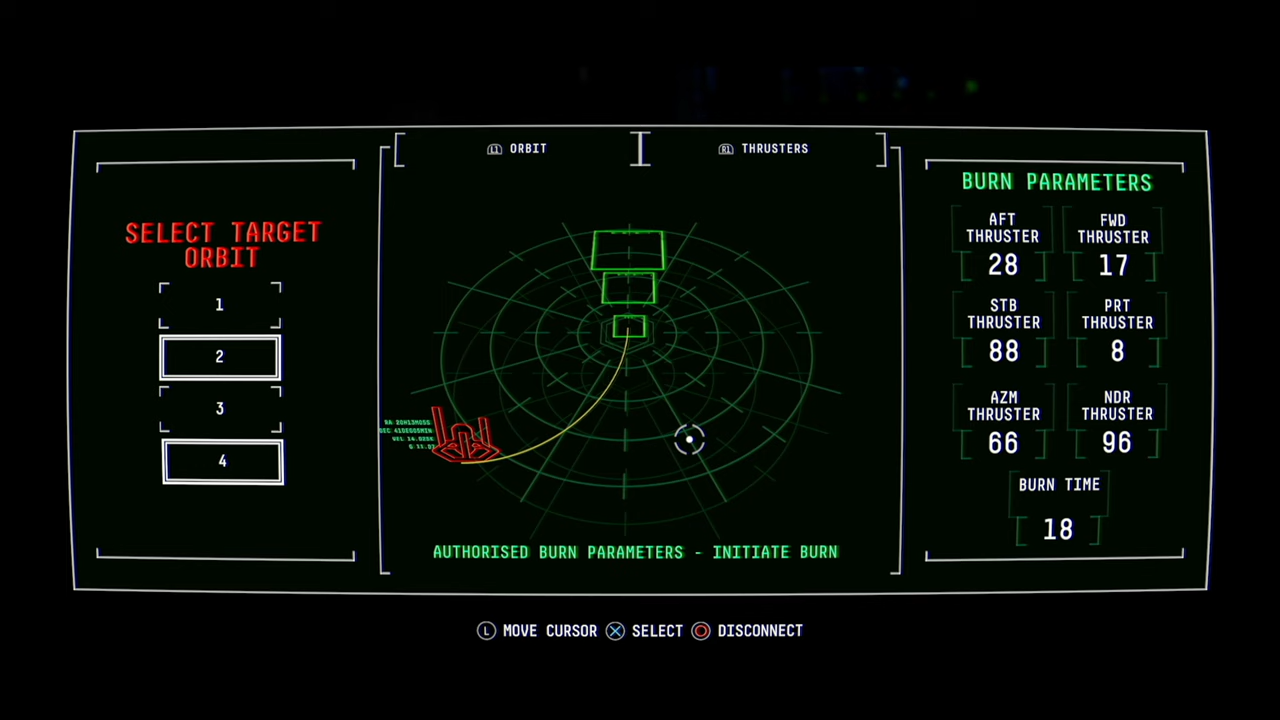 L1 ORBIT
R1 THRUSTERS
SELECT TARGET
ORBIT
1
2
3
4
AUTHORISED BURN PARAMETERS - INITIATE BURN
BURN PARAMETERS
AFT
THRUSTER
28
FWD
THRUSTER
17
STB
THRUSTER
88
PRT
THRUSTER
8
AZM
THRUSTER
66
NDR
THRUSTER
96
BURN TIME
18
L MOVE CURSOR SELECT DISCONNECT